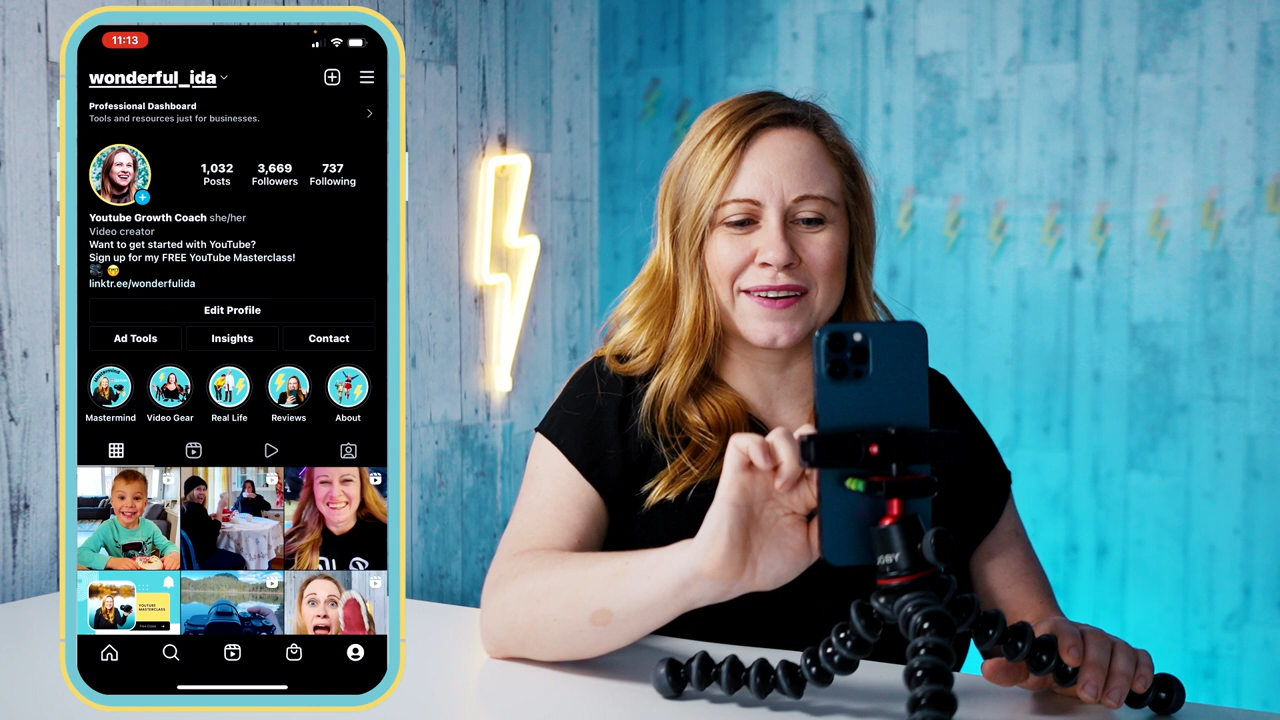 11:13
wonderful_ida
Professional Dashboard
Tools and resources just for businesses.
1,032 3,669 737
Posts Followers Following
Youtube Growth Coach she/her
Video creator
Want to get started with YouTube?
Sign up for my FREE YouTube Masterclass!
linktr.ee/wonderfulida
Edit Profile
Ad Tools Insights Contact
Mastermind
Mastermind Video Gear Real Life Reviews About
YOUTUBE
MASTERCLASS
JOBY